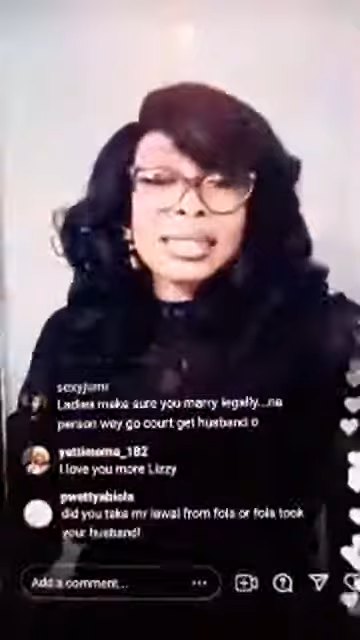 sexyjumi
Ladies make sure you marry legally...na
person wey go court get husband o
yettimoma_182
I love you more Lizzy
pwettyabiola
did you take mr lawal from fola or fola took
your husband!
Add a comment...